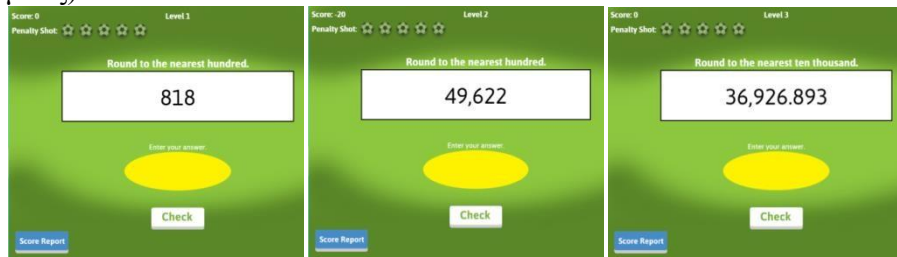 Score: 0
Level 1
Penalty Shot:
Round to the nearest hundred.
818
Enter your answer.
Check
Score Report
Score: -20
Level 2
Penalty Shot:
Round to the nearest hundred.
49,622
Enter your answer.
Check
Score Report
Score: 0
Level 3
Penalty Shot:
Round to the nearest ten thousand.
36,926.893
Enter your answer.
Check
Score Report